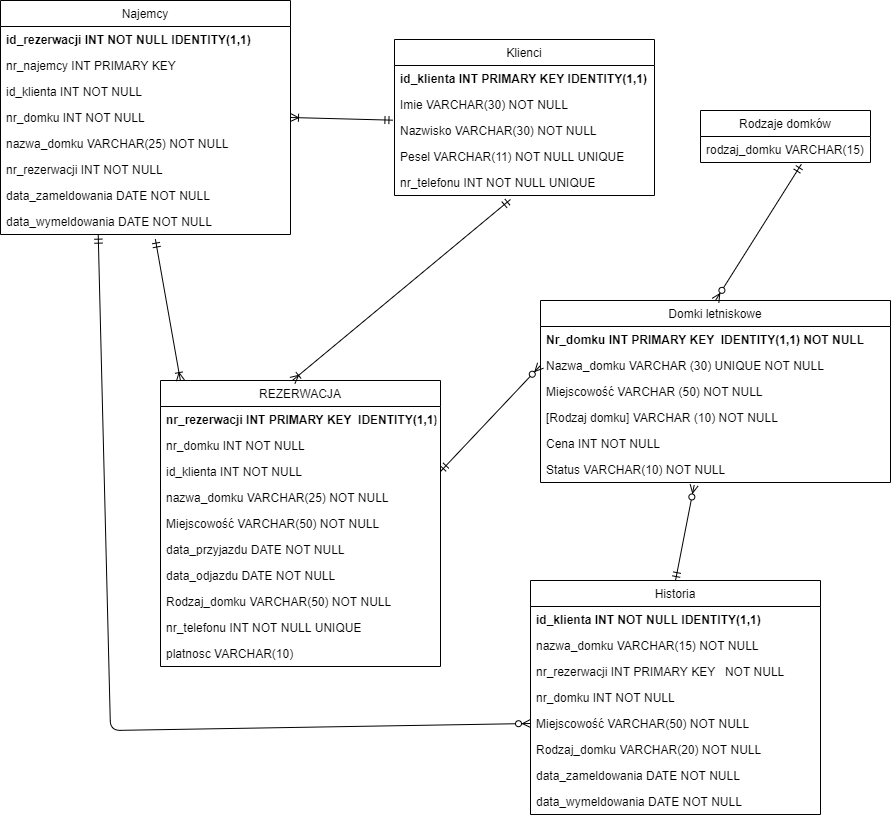 Najemcy
id_rezerwacji INT NOT NULL IDENTITY(1,1)
nr_najemcy INT PRIMARY KEY
id_klienta INT NOT NULL
nr_domku INT NOT NULL
nazwa_domku VARCHAR(25) NOT NULL
nr_rezerwacji INT NOT NULL
data_zameldowania DATE NOT NULL
data_wymeldowania DATE NOT NULL
Klienci
id_klienta INT PRIMARY KEY IDENTITY(1,1)
Imie VARCHAR(30) NOT NULL
Nazwisko VARCHAR(30) NOT NULL
Pesel VARCHAR(11) NOT NULL UNIQUE
nr_telefonu INT NOT NULL UNIQUE
Rodzaje domków
rodzaj_domku VARCHAR(15)
Domki letniskowe
Nr_domku INT PRIMARY KEY IDENTITY(1,1) NOT NULL
Nazwa_domku VARCHAR (30) UNIQUE NOT NULL
Miejscowość VARCHAR (50) NOT NULL
[Rodzaj domku] VARCHAR (10) NOT NULL
Cena INT NOT NULL
Status VARCHAR(10) NOT NULL
REZERWACJA
nr_rezerwacji INT PRIMARY KEY IDENTITY(1,1)
nr_domku INT NOT NULL
id_klienta INT NOT NULL
nazwa_domku VARCHAR(25) NOT NULL
Miejscowość VARCHAR(50) NOT NULL
data_przyjazdu DATE NOT NULL
data_odjazdu DATE NOT NULL
Rodzaj_domku VARCHAR(50) NOT NULL
nr_telefonu INT NOT NULL UNIQUE
platnosc VARCHAR(10)
Historia
id_klienta INT NOT NULL IDENTITY(1,1)
nazwa_domku VARCHAR(15) NOT NULL
nr_rezerwacji INT PRIMARY KEY NOT NULL
nr_domku INT NOT NULL
Miejscowość VARCHAR(50) NOT NULL
Rodzaj_domku VARCHAR(20) NOT NULL
data_zameldowania DATE NOT NULL
data_wymeldowania DATE NOT NULL